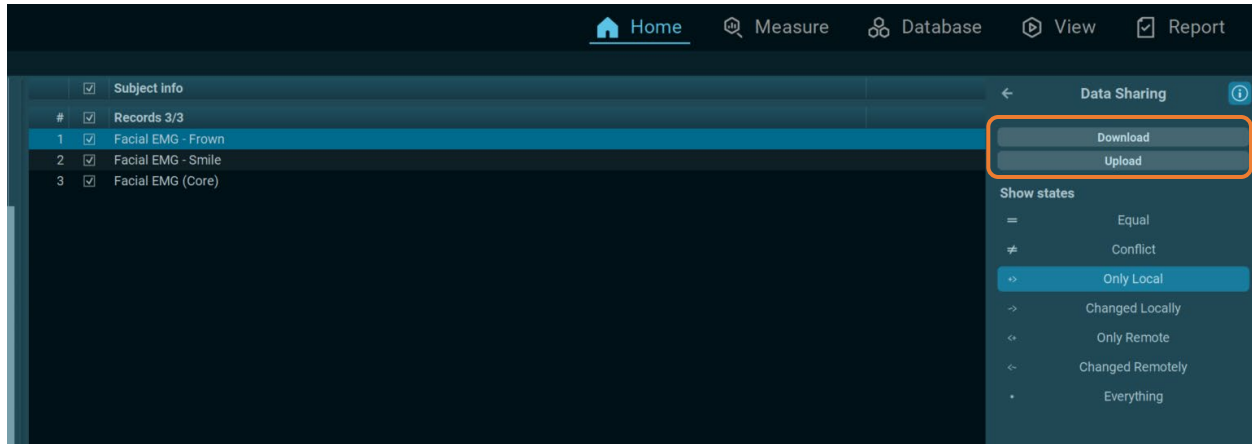 Home Measure Database View Report
Subject info
# Records 3/3
1 Facial EMG - Frown
2 Facial EMG - Smile
3 Facial EMG (Core)
Data Sharing
Download
Upload
Show states
= Equal
≠ Conflict
+> Only Local
-> Changed Locally
<+ Only Remote
<- Changed Remotely
• Everything